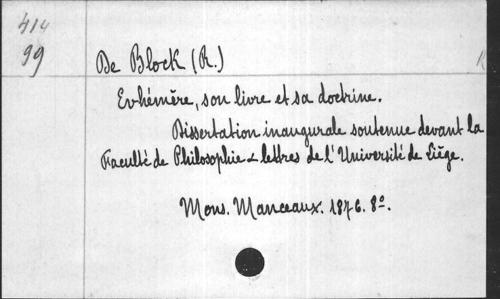 414
99
De Block (R.)
R
Evhémère, son livre et sa doctrine.
Dissertation inaugurale soutenue devant la
Faculté de Philosophie & lettres de l'Université de Liège.
Mons. Manceaux. 1876. 8º.